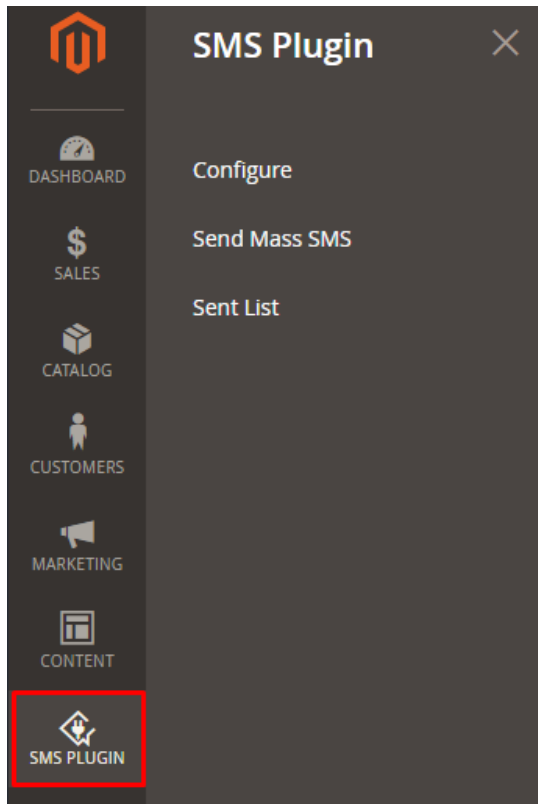 SMS Plugin
Configure
Send Mass SMS
Sent List
DASHBOARD
SALES
CATALOG
CUSTOMERS
MARKETING
CONTENT
SMS PLUGIN